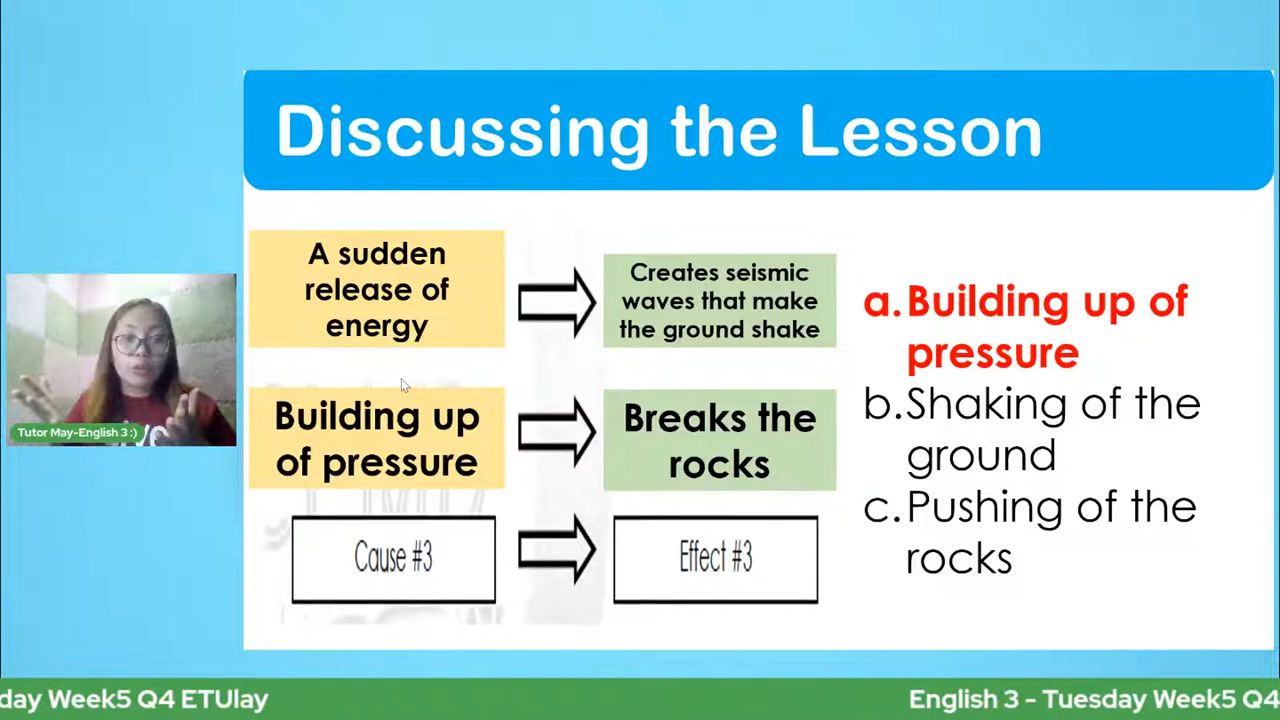 Discussing the Lesson
A sudden
release of
energy
Creates seismic
waves that make
the ground shake
Building up
of pressure
Breaks the
rocks
Cause #3
Effect #3
a. Building up of
pressure
b. Shaking of the
ground
c. Pushing of the
rocks
Tutor May-English 3 :)
day Week5 Q4 ETUlay
English 3 - Tuesday Week5 Q4